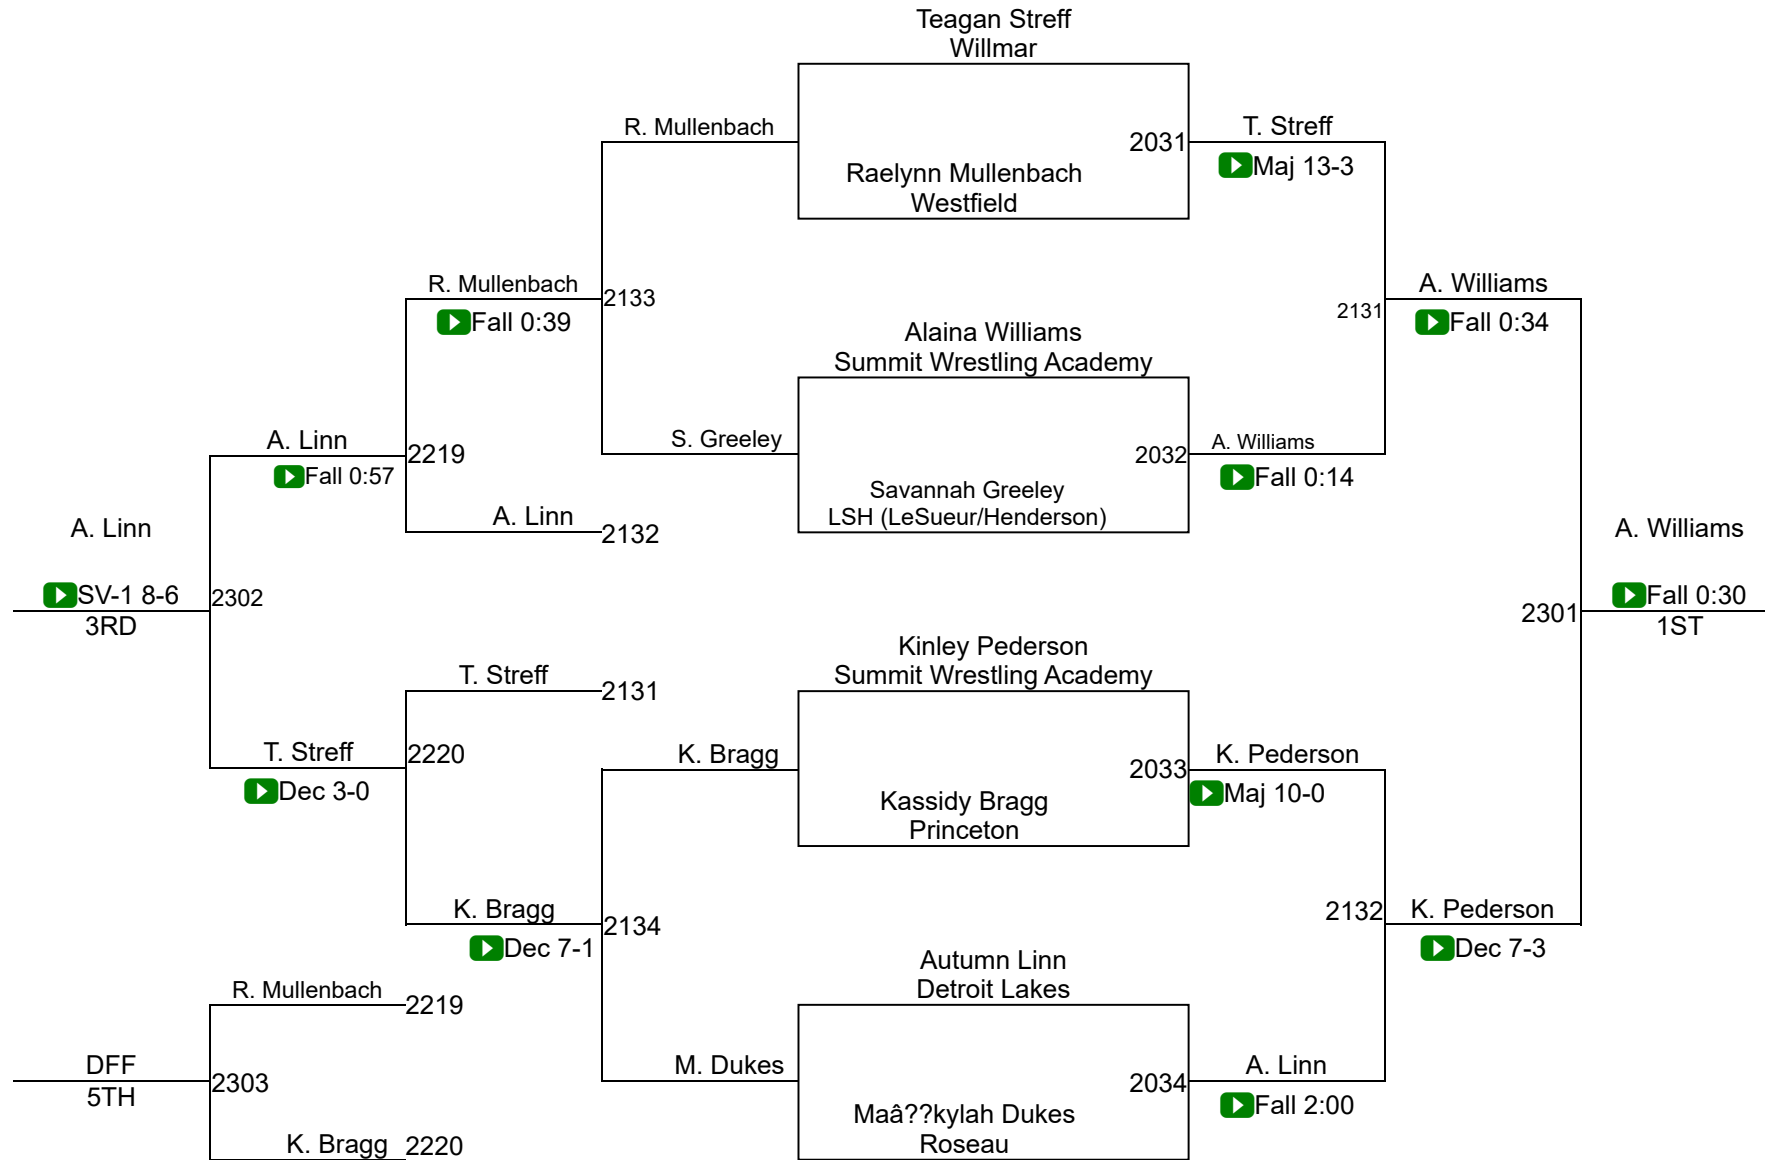 Teagan Streff
Willmar
R. Mullenbach
2031
T. Streff
Maj 13-3
Raelynn Mullenbach
Westfield
R. Mullenbach
2133
Fall 0:39
A. Williams
2131
Fall 0:34
Alaina Williams
Summit Wrestling Academy
A. Linn
2219
Fall 0:57
S. Greeley
2032
A. Williams
Fall 0:14
Savannah Greeley
LSH (LeSueur/Henderson)
A. Linn
A. Linn
2132
A. Williams
SV-1 8-6
2302
3RD
2301
Fall 0:30
1ST
Kinley Pederson
Summit Wrestling Academy
T. Streff
2131
T. Streff
2220
Dec 3-0
K. Bragg
2033
K. Pederson
Maj 10-0
Kassidy Bragg
Princeton
K. Bragg
2134
Dec 7-1
2132
K. Pederson
Dec 7-3
Autumn Linn
Detroit Lakes
R. Mullenbach
2219
DFF
5TH
2303
M. Dukes
2034
A. Linn
Fall 2:00
Maâ??kylah Dukes
Roseau
K. Bragg
2220